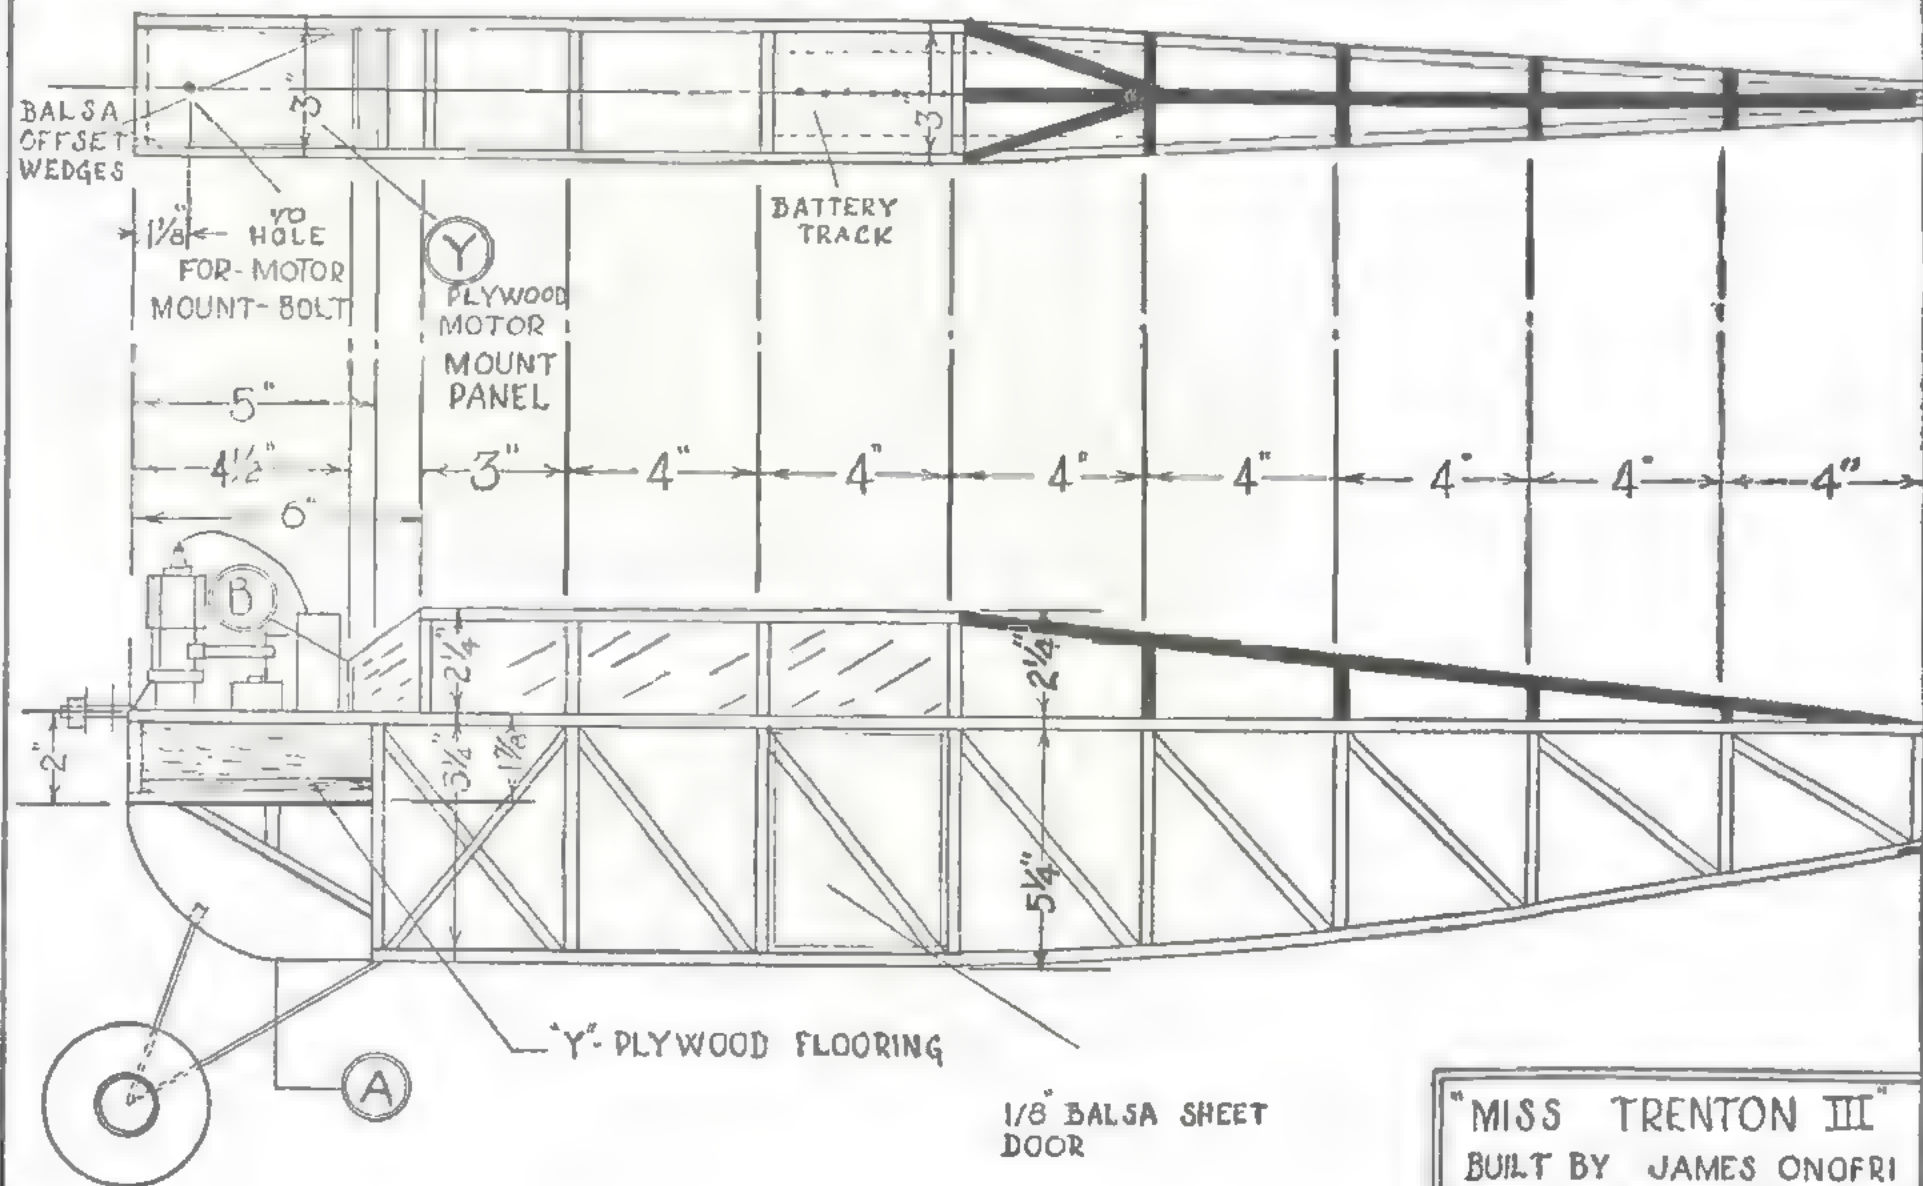 BALSA
OFFSET
WEDGES
3"
3"
1⅛"
HOLE
FOR-MOTOR
MOUNT-BOLT
Y
PLYWOOD
MOTOR
MOUNT
PANEL
BATTERY
TRACK
5"
4½"
6"
3"
4"
4"
4"
4"
4"
4"
4"
B
2¼"
2¼"
2"
5¼"
1⅞"
5¼"
"Y"-PLYWOOD FLOORING
A
1/8" BALSA SHEET
DOOR
"MISS TRENTON III"
BUILT BY JAMES ONOFRI